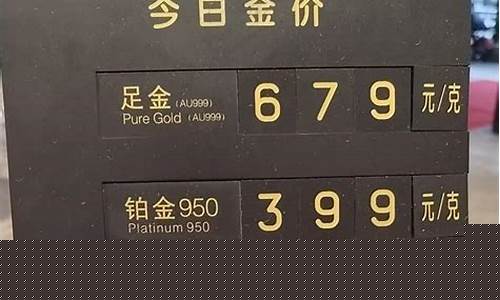 今日金价
足金(AU999) 679 元/克
Pure Gold (AU999)
铂金950 399 元/克
Platinum 950